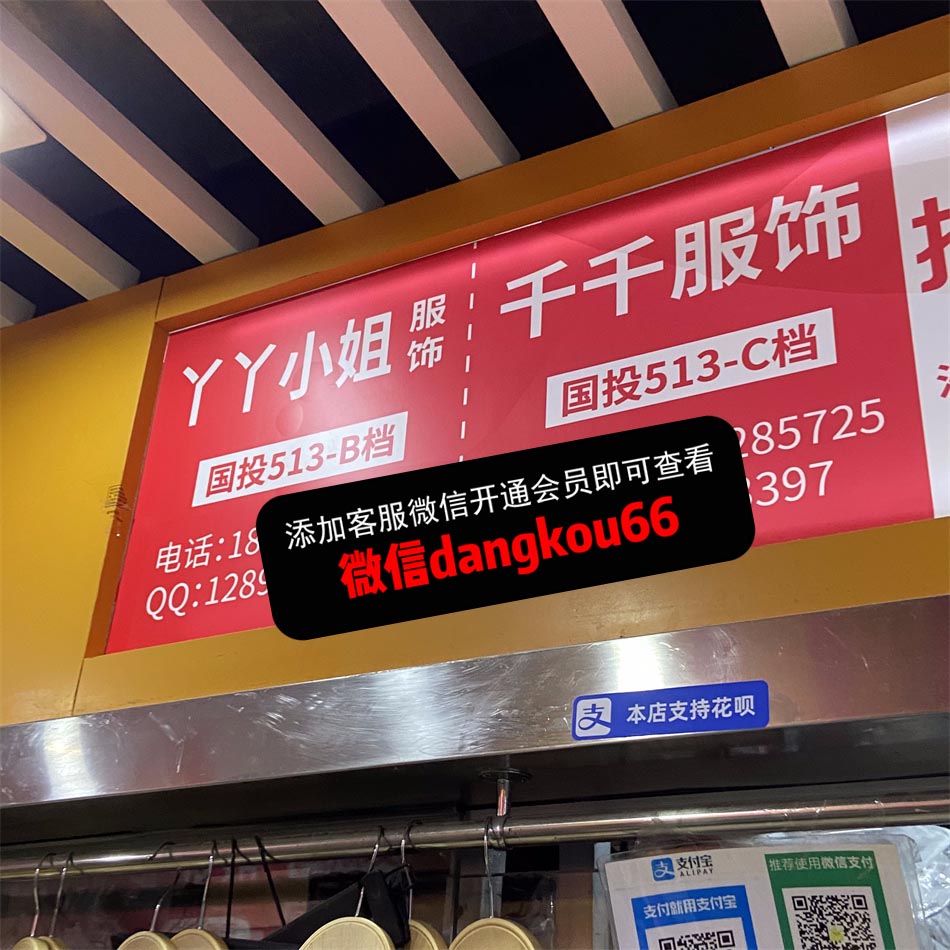 丫丫小姐 服饰
国投513-B档
电话:18
QQ:1289
千千服饰
国投513-C档
285725
3397
添加客服微信开通会员即可查看
微信dangkou66
本店支持花呗
支付宝
ALIPAY
支付就用支付宝
推荐使用微信支付